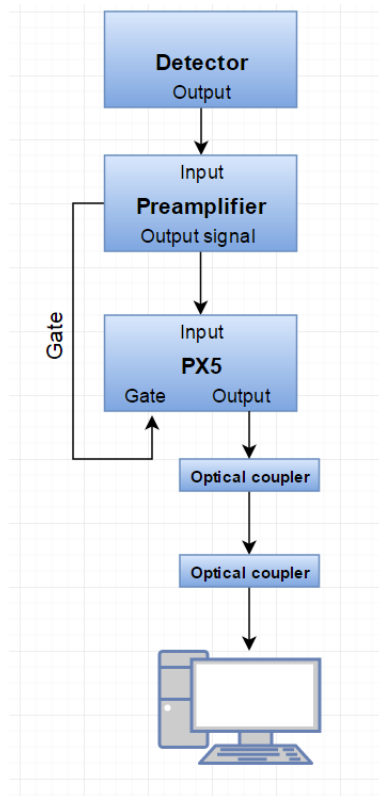 Detector
Output
Input
Preamplifier
Output signal
Gate
Input
PX5
Gate Output
Optical coupler
Optical coupler